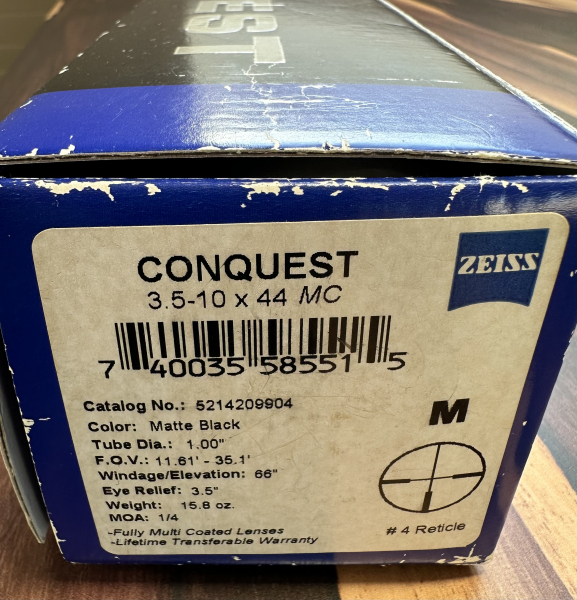 EST
CONQUEST
ZEISS
3.5-10 x 44 MC
7 40035 58551 5
Catalog No.: 5214209904
Color: Matte Black
Tube Dia.: 1.00"
F.O.V.: 11.61' - 35.1'
Windage/Elevation: 66"
Eye Relief: 3.5"
Weight: 15.8 oz.
MOA: 1/4
-Fully Multi Coated Lenses
-Lifetime Transferable Warranty
M
# 4 Reticle